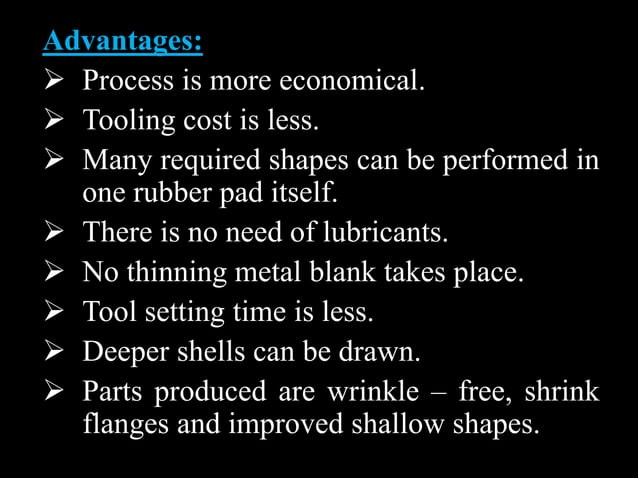 Advantages:
➢ Process is more economical.
➢ Tooling cost is less.
➢ Many required shapes can be performed in
one rubber pad itself.
➢ There is no need of lubricants.
➢ No thinning metal blank takes place.
➢ Tool setting time is less.
➢ Deeper shells can be drawn.
➢ Parts produced are wrinkle – free, shrink
flanges and improved shallow shapes.